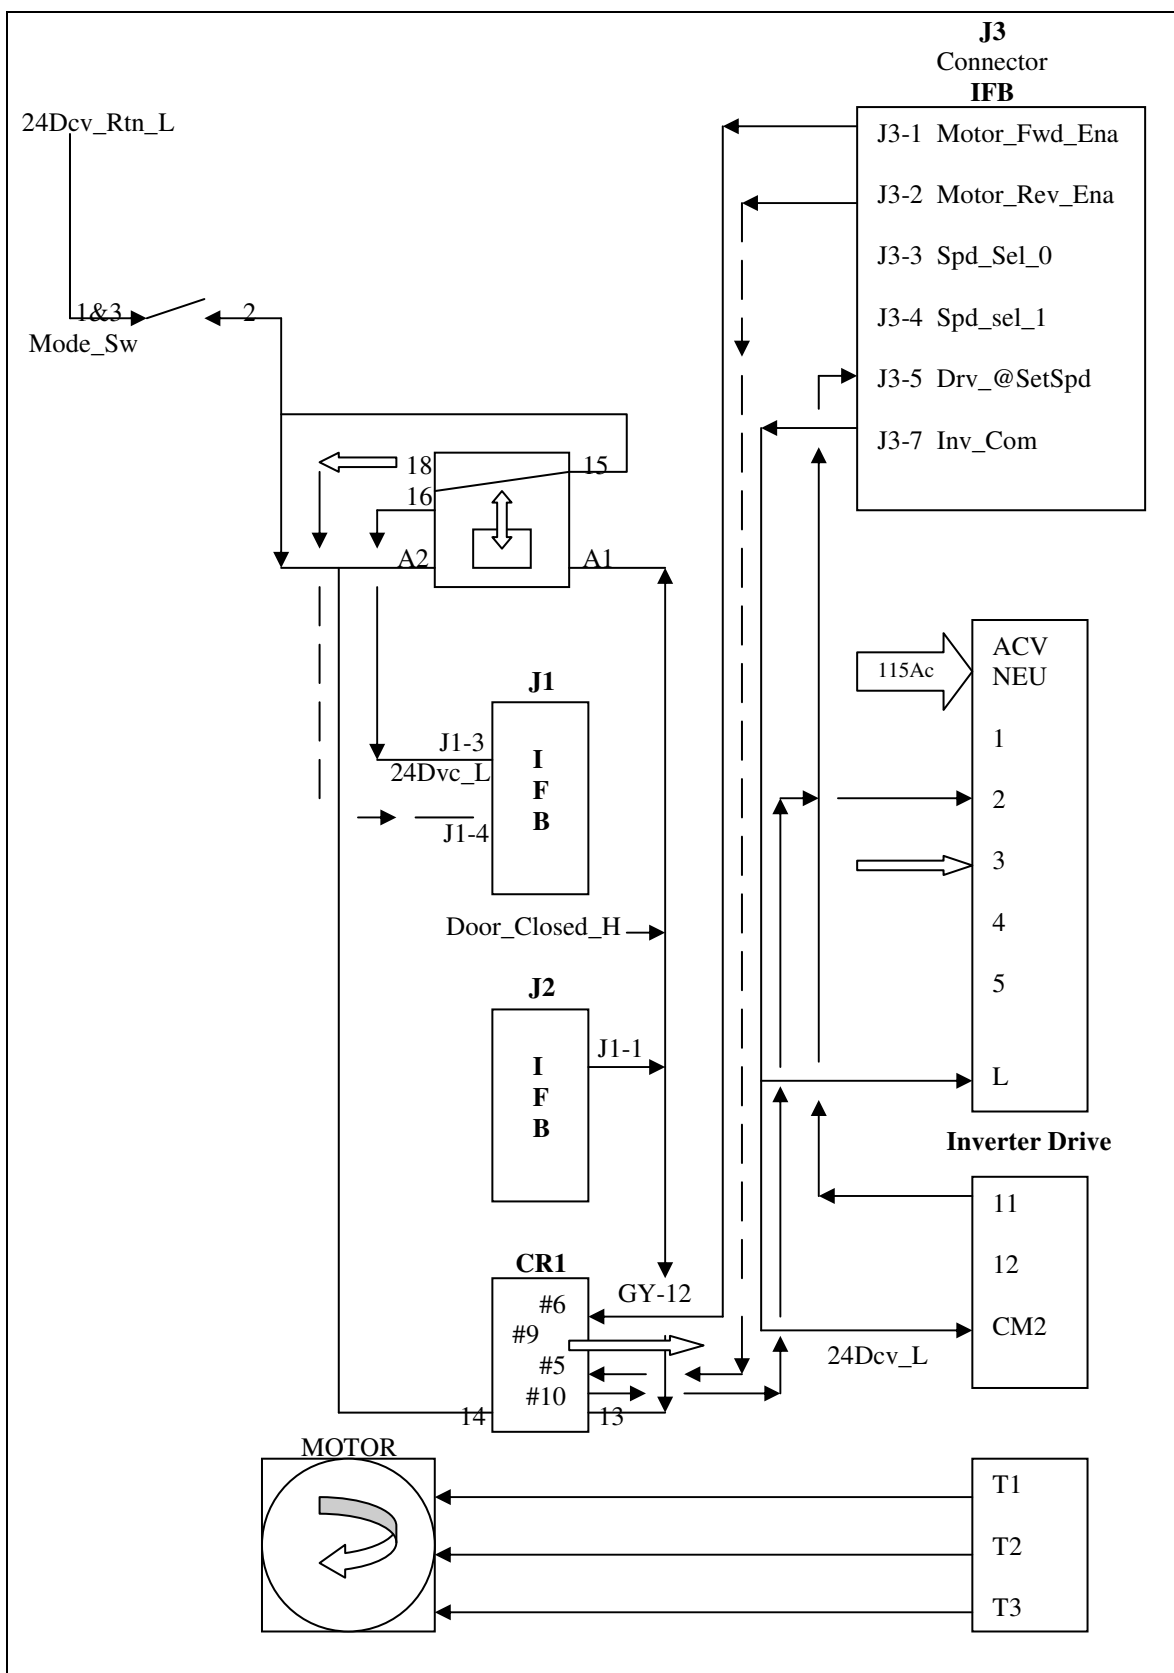 J3
Connector
IFB
24Dcv_Rtn_L
J3-1 Motor_Fwd_Ena
J3-2 Motor_Rev_Ena
J3-3 Spd_Sel_0
J3-4 Spd_sel_1
J3-5 Drv_@SetSpd
J3-7 Inv_Com
1&3
2
Mode_Sw
18
15
16
A2
A1
J1
J1-3
24Dvc_L
J1-4
I
F
B
Door_Closed_H
J2
J1-1
I
F
B
115Ac
ACV
NEU
1
2
3
4
5
L
Inverter Drive
11
12
CM2
24Dcv_L
CR1
#6
GY-12
#9
#5
#10
14
13
MOTOR
T1
T2
T3